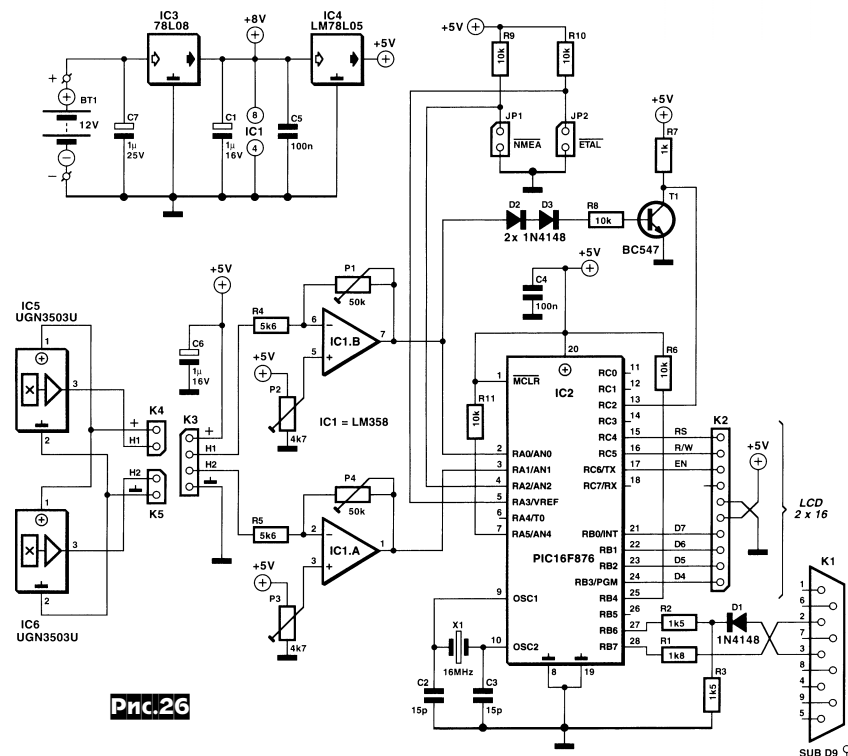 IC3
78L08
+8V
IC4
LM78L05
+5V
+
BT1
12V
−
C7
1µ
25V
C1
1µ
16V
8
IC1
4
C5
100n
+5V
R9
10k
R10
10k
JP1
NMEA
JP2
ETAL
+5V
R7
1k
T1
BC547
D2
D3
2x 1N4148
R8
10k
IC5
UGN3503U
1
3
2
X
+5V
C6
1µ
16V
K4
+
H1
H2
K5
K3
+
H1
H2
R4
5k6
P1
50k
6
−
5
+
IC1.B
7
+5V
P2
4k7
IC1 = LM358
IC6
UGN3503U
1
3
2
X
R5
5k6
P4
50k
2
−
3
+
IC1.A
1
+5V
P3
4k7
C4
100n
+5V
20
R6
10k
R11
10k
IC2
PIC16F876
1
MCLR
2
RA0/AN0
3
RA1/AN1
4
RA2/AN2
5
RA3/VREF
6
RA4/T0
7
RA5/AN4
9
OSC1
10
OSC2
8
19
RC0
11
RC1
12
RC2
13
RC3
14
RC4
15
RS
RC5
16
R/W
RC6/TX
17
EN
RC7/RX
18
RB0/INT
21
D7
RB1
22
D6
RB2
23
D5
RB3/PGM
24
D4
RB4
25
RB5
26
RB6
27
RB7
28
K2
+5V
LCD
2 x 16
X1
16MHz
C2
15p
C3
15p
R2
1k5
R1
1k8
D1
1N4148
R3
1k5
K1
1
6
2
7
3
8
4
9
5
SUB D9
Рис.26